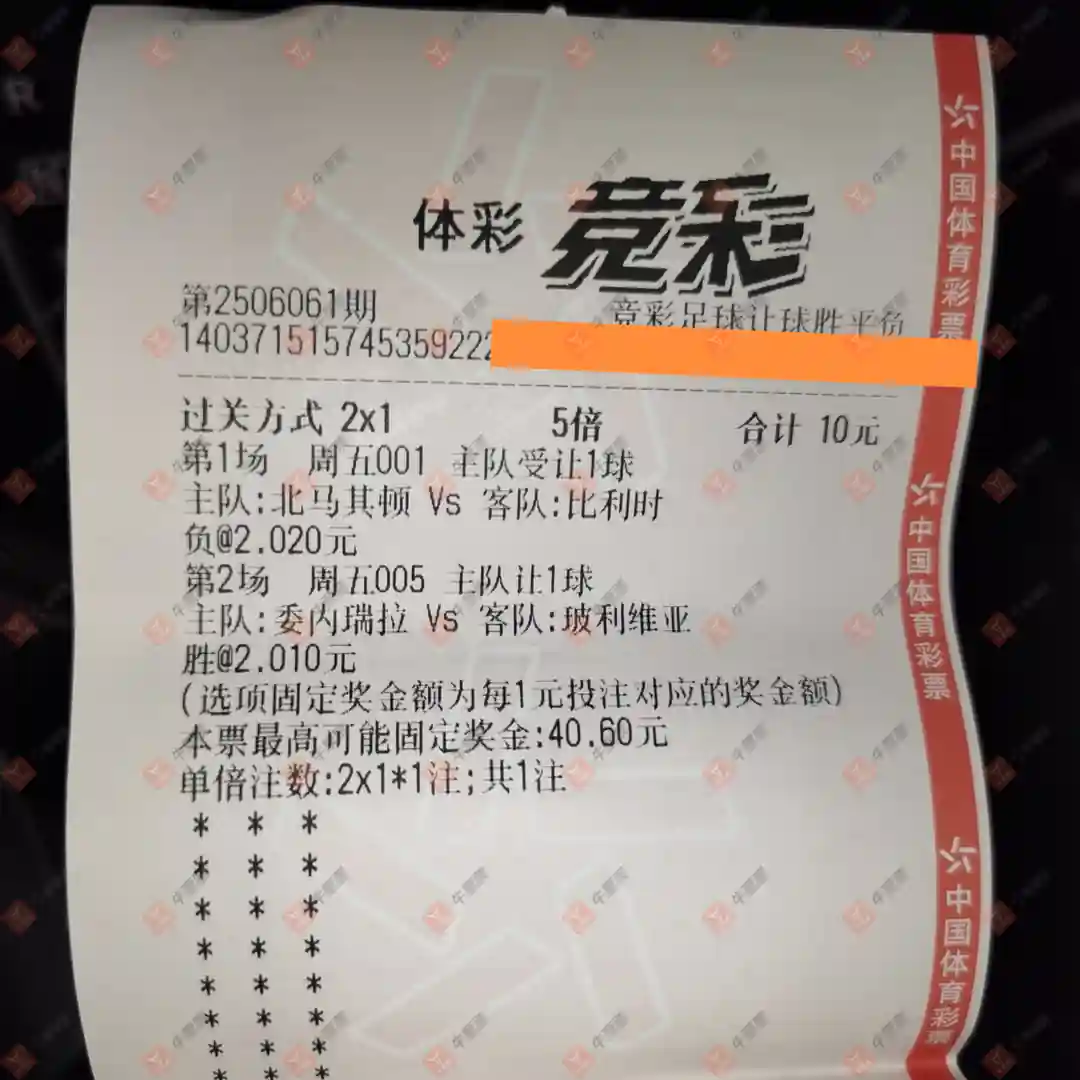 体彩 竞彩
第2506061期
竞彩足球让球胜平负
14037151574535922
过关方式 2x1 5倍 合计 10元
第1场 周五001 主队受让1球
主队:北马其顿 Vs 客队:比利时
负@2.020元
第2场 周五005 主队让1球
主队:委内瑞拉 Vs 客队:玻利维亚
胜@2.010元
(选项固定奖金额为每1元投注对应的奖金额)
本票最高可能固定奖金:40.60元
单倍注数:2x1*1注;共1注
* * *
* * *
* * *
* * *
* * *
* * *
* * *
* * *
中国体育彩票
中国体育彩票
中国体育彩票